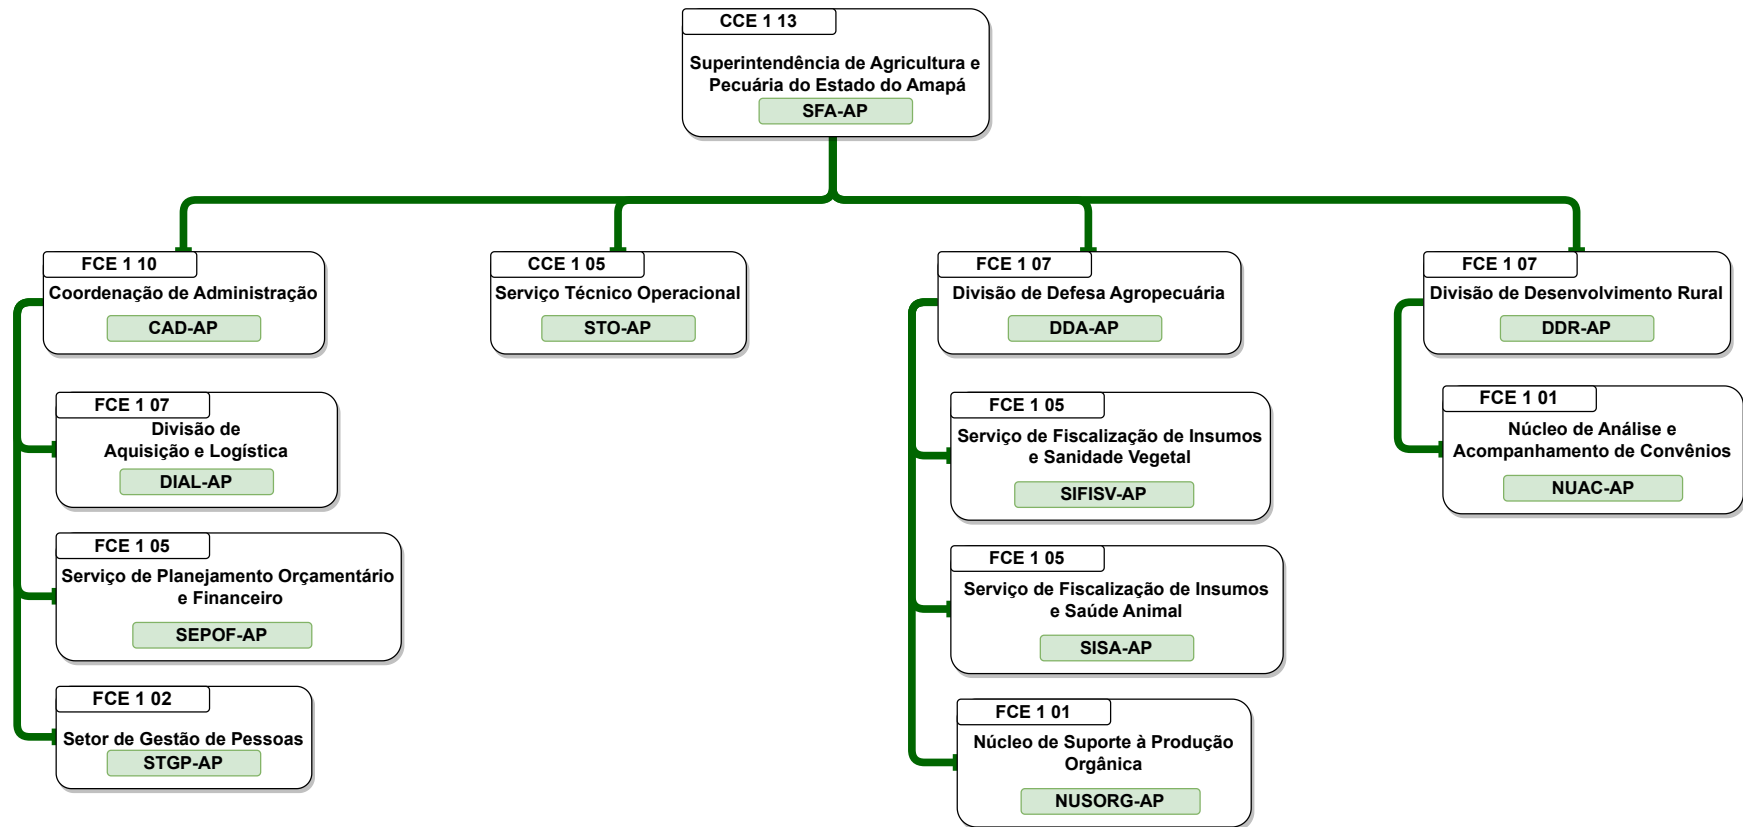 CCE 1 13
Superintendência de Agricultura e
Pecuária do Estado do Amapá
SFA-AP
FCE 1 10
Coordenação de Administração
CAD-AP
FCE 1 07
Divisão de
Aquisição e Logística
DIAL-AP
FCE 1 05
Serviço de Planejamento Orçamentário
e Financeiro
SEPOF-AP
FCE 1 02
Setor de Gestão de Pessoas
STGP-AP
CCE 1 05
Serviço Técnico Operacional
STO-AP
FCE 1 07
Divisão de Defesa Agropecuária
DDA-AP
FCE 1 05
Serviço de Fiscalização de Insumos
e Sanidade Vegetal
SIFISV-AP
FCE 1 05
Serviço de Fiscalização de Insumos
e Saúde Animal
SISA-AP
FCE 1 01
Núcleo de Suporte à Produção
Orgânica
NUSORG-AP
FCE 1 07
Divisão de Desenvolvimento Rural
DDR-AP
FCE 1 01
Núcleo de Análise e
Acompanhamento de Convênios
NUAC-AP